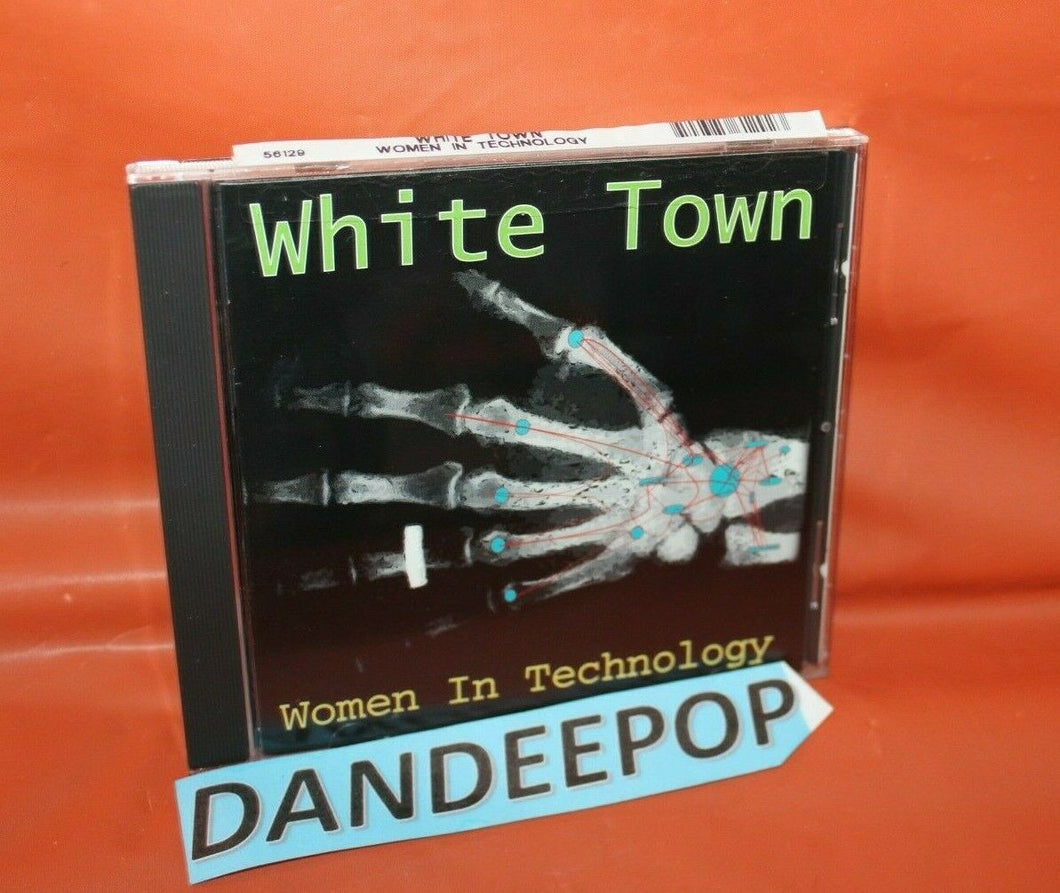 56129
WHITE TOWN
WOMEN IN TECHNOLOGY
White Town
Women In Technology
DANDEEPOP